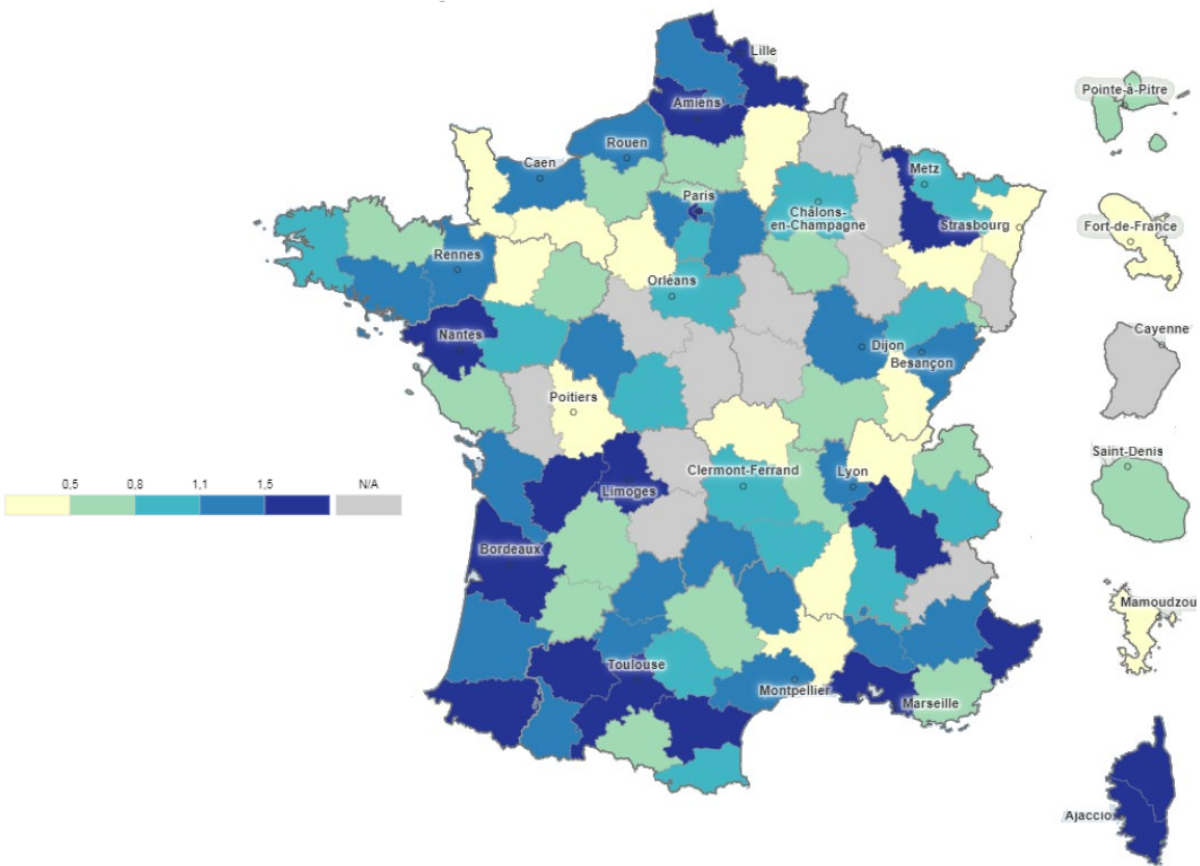 Lille
Pointe-à-Pitre
Amiens
Rouen
Caen
Metz
Paris
Châlons-
en-Champagne
Strasbourg
Fort-de-France
Rennes
Orléans
Cayenne
Nantes
Dijon
Besançon
Poitiers
Saint-Denis
Clermont-Ferrand
Lyon
0,5 0,8 1,1 1,5 N/A
Limoges
Bordeaux
Mamoudzou
Toulouse
Montpellier
Marseille
Ajaccio